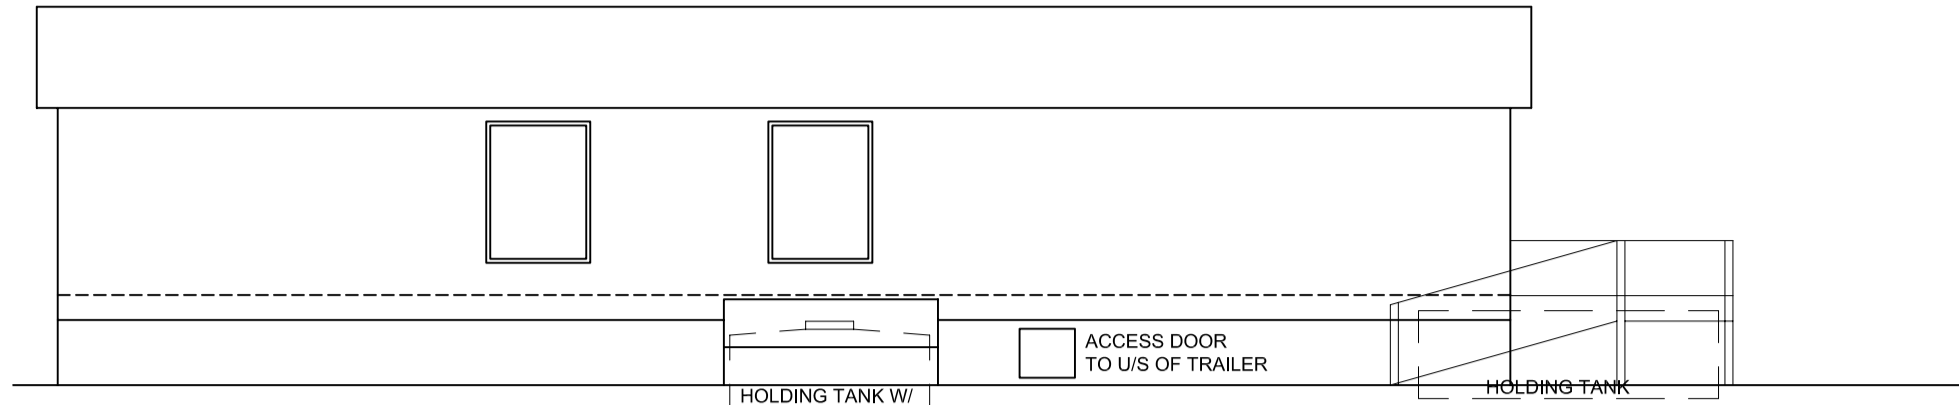 ACCESS DOOR
TO U/S OF TRAILER
HOLDING TANK W/
HOLDING TANK